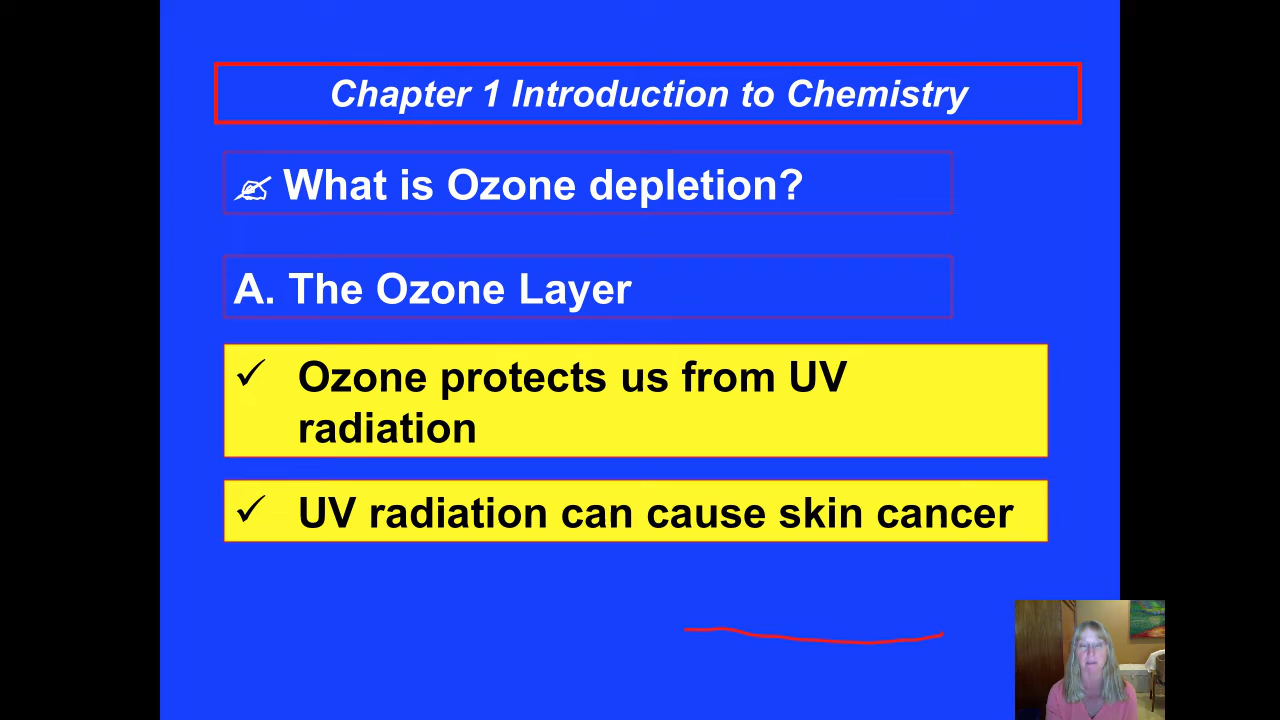 Chapter 1 Introduction to Chemistry
What is Ozone depletion?
A. The Ozone Layer
✓ Ozone protects us from UV
radiation
✓ UV radiation can cause skin cancer